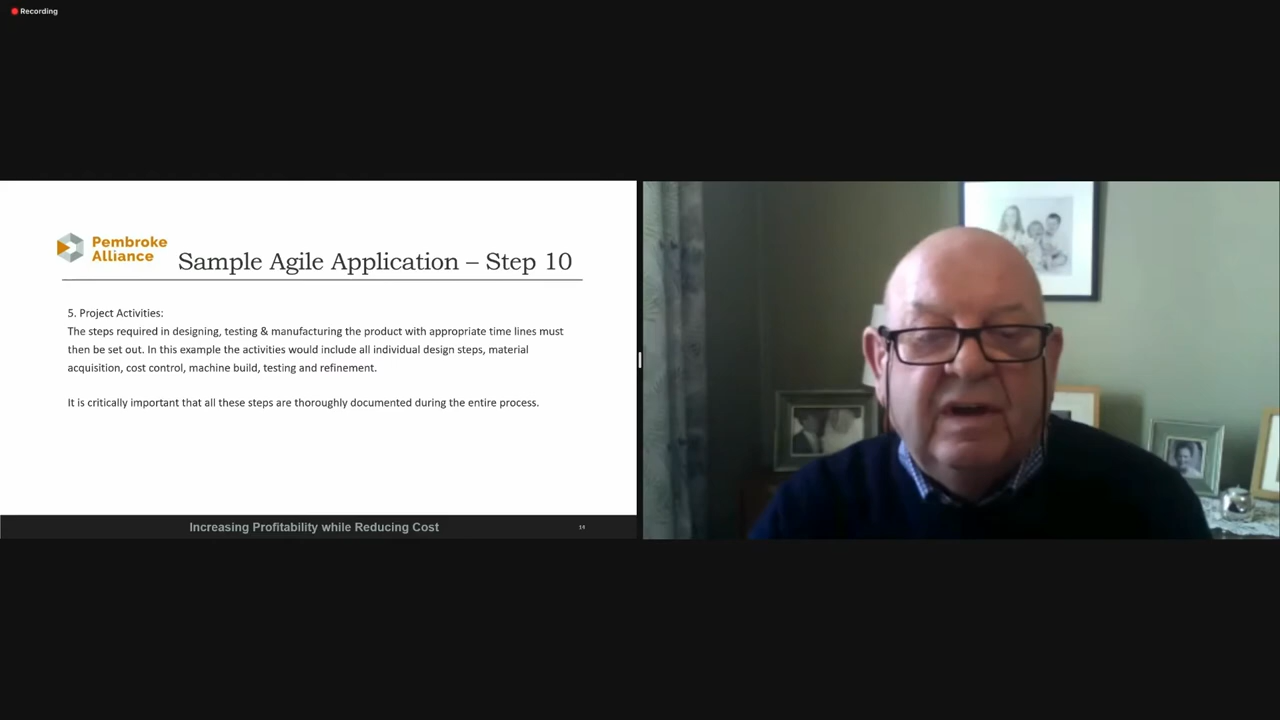 Recording
Pembroke
Alliance
Sample Agile Application – Step 10
5. Project Activities:
The steps required in designing, testing & manufacturing the product with appropriate time lines must
then be set out. In this example the activities would include all individual design steps, material
acquisition, cost control, machine build, testing and refinement.
It is critically important that all these steps are thoroughly documented during the entire process.
Increasing Profitability while Reducing Cost
14